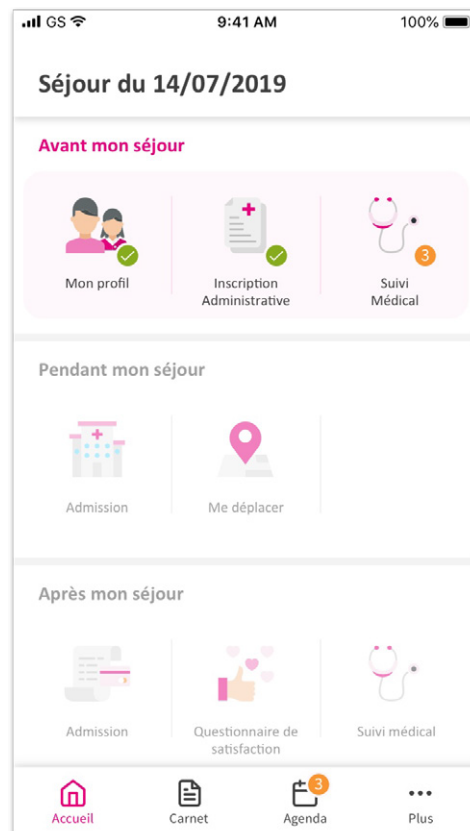 GS 9:41 AM 100%
Séjour du 14/07/2019
Avant mon séjour
3
Mon profil
Inscription
Administrative
Suivi
Médical
Pendant mon séjour
Admission
Me déplacer
Après mon séjour
Admission
Questionnaire de
satisfaction
Suivi médical
3
Accueil
Carnet
Agenda
Plus